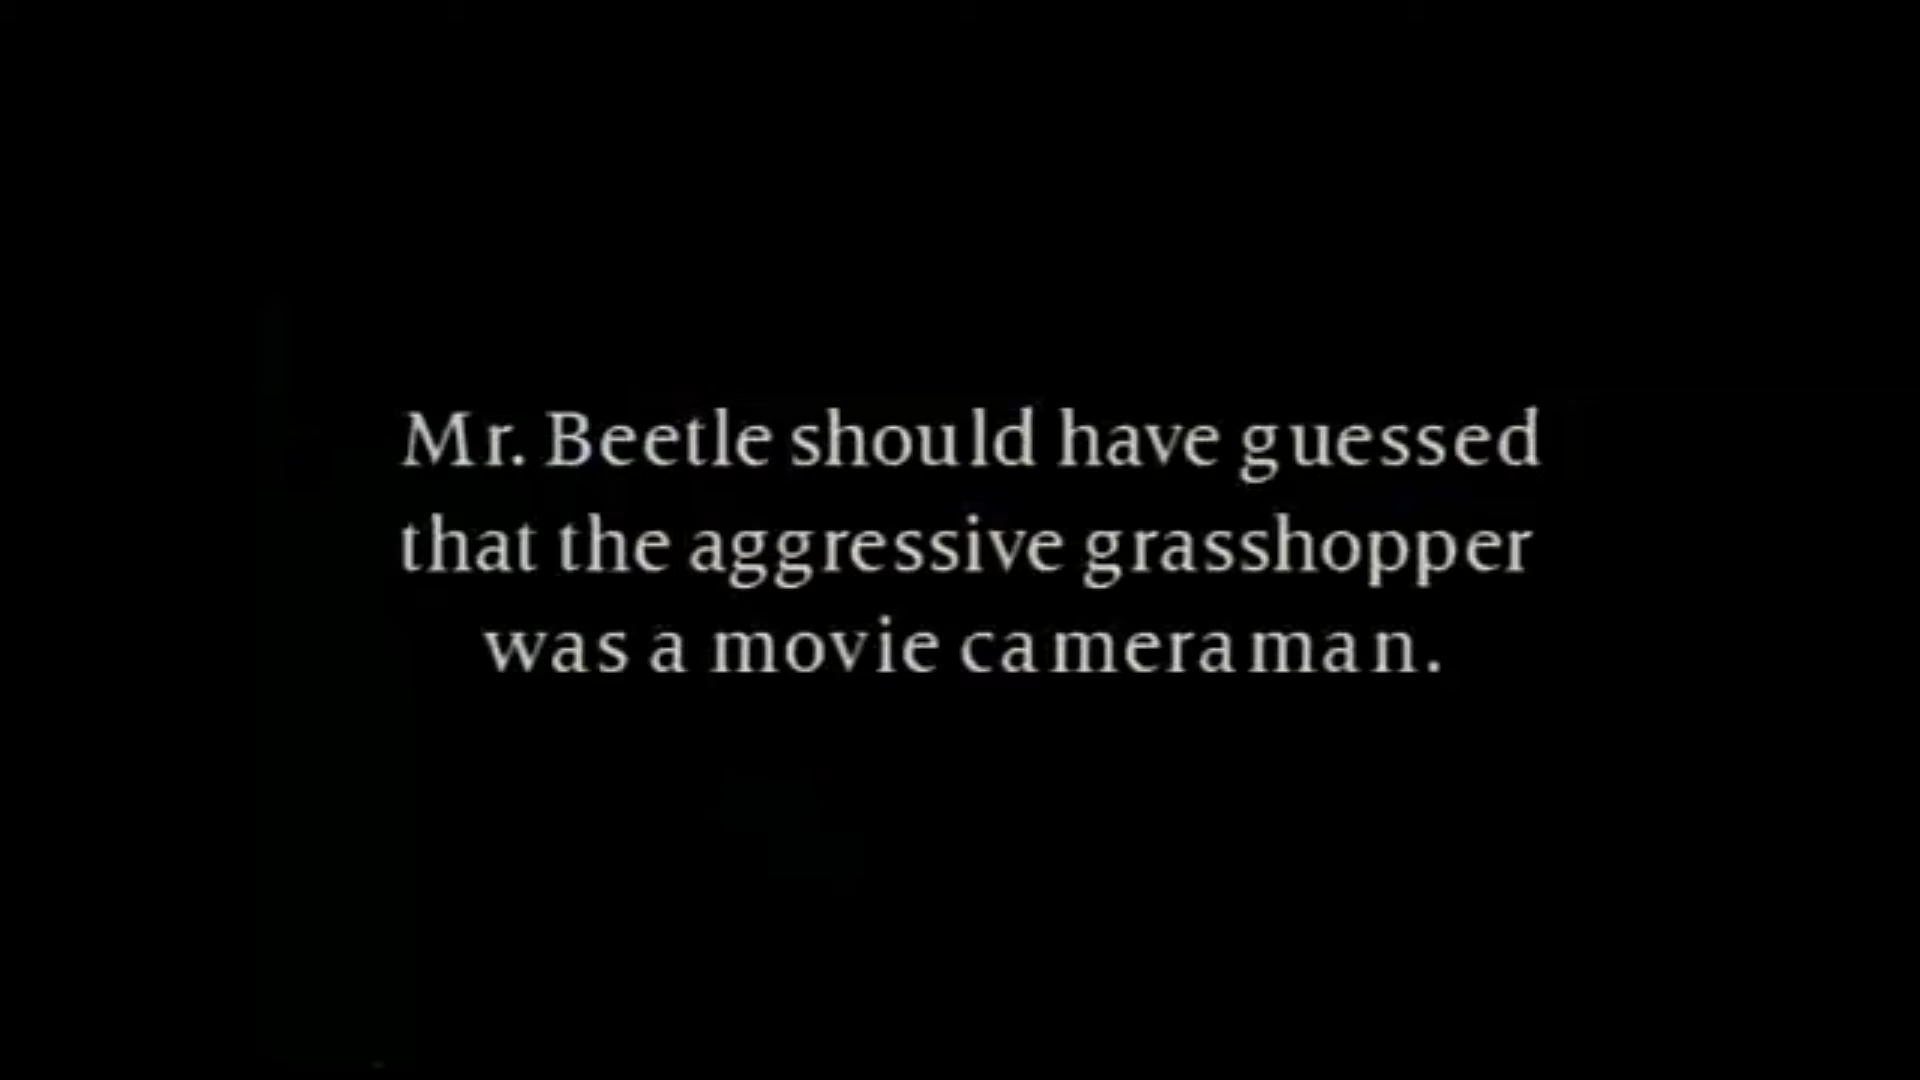 Mr. Beetle should have guessed
that the aggressive grasshopper
was a movie cameraman.